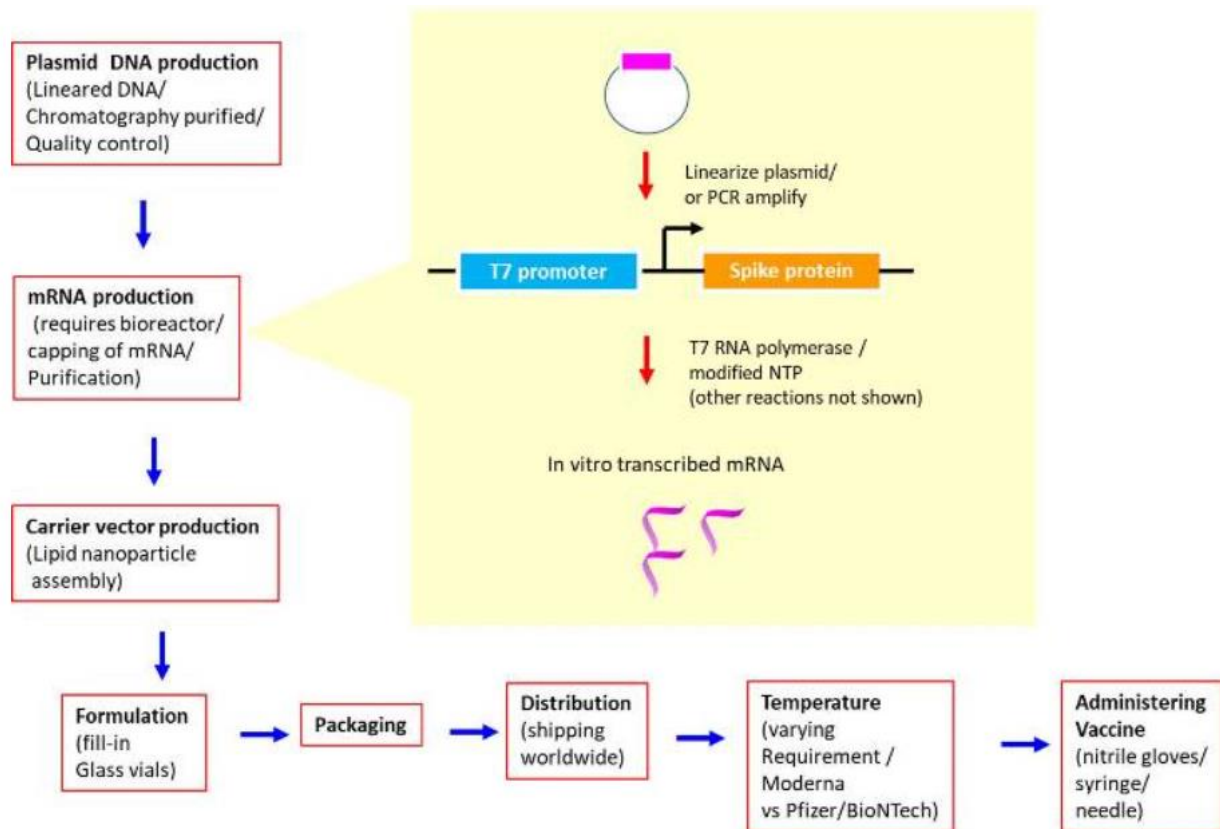 Plasmid DNA production
(Lineared DNA/
Chromatography purified/
Quality control)
Linearize plasmid/
or PCR amplify
T7 promoter
Spike protein
mRNA production
(requires bioreactor/
capping of mRNA/
Purification)
T7 RNA polymerase /
modified NTP
(other reactions not shown)
In vitro transcribed mRNA
Carrier vector production
(Lipid nanoparticle
assembly)
Formulation
(fill-in
Glass vials)
Packaging
Distribution
(shipping
worldwide)
Temperature
(varying
Requirement /
Moderna
vs Pfizer/BioNTech)
Administering
Vaccine
(nitrile gloves/
syringe/
needle)